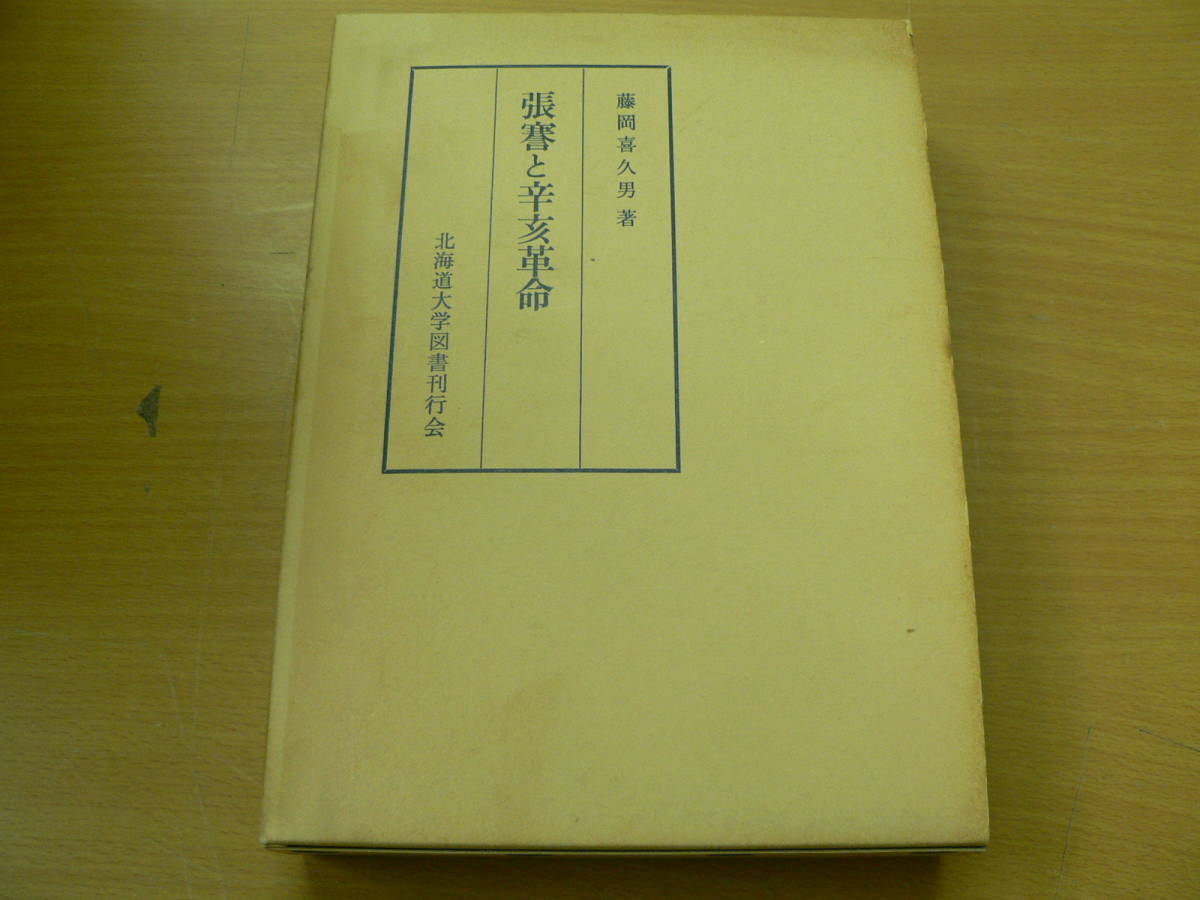 藤岡喜久男 著
張謇と辛亥革命
北海道大学図書刊行会